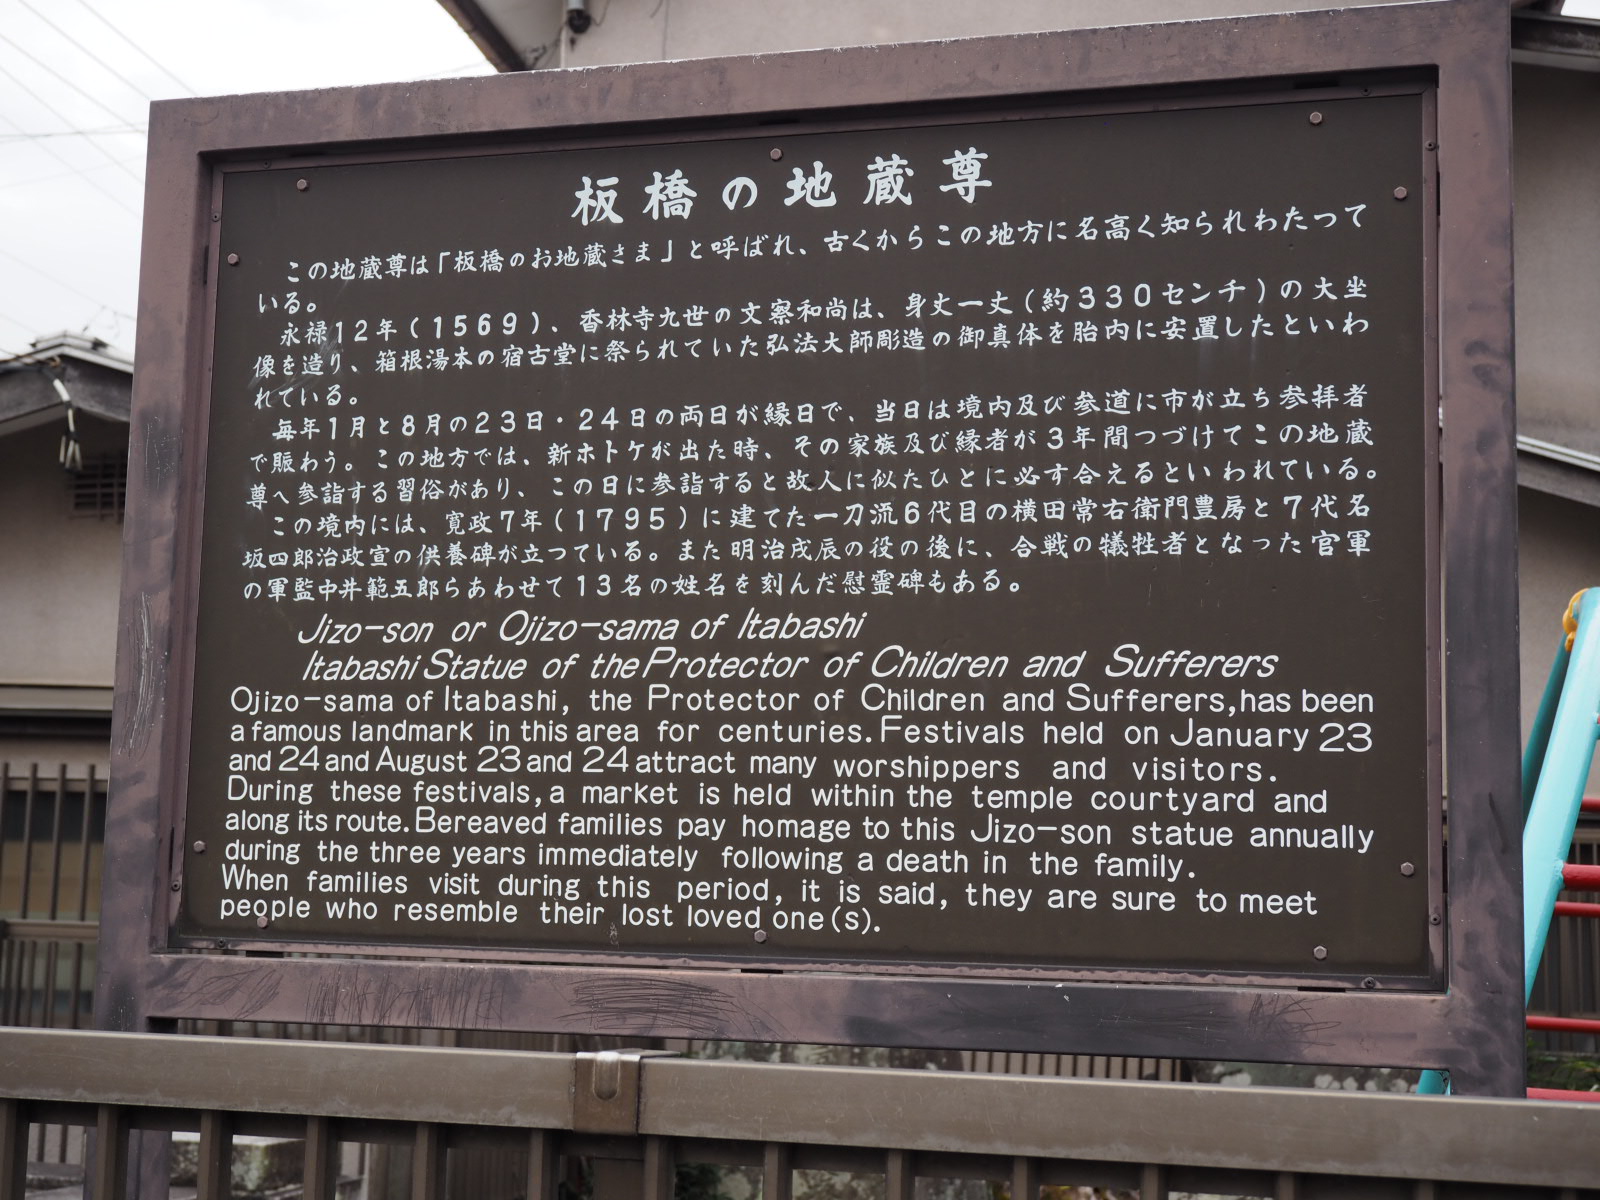 板橋の地蔵尊
この地蔵尊は「板橋のお地蔵さま」と呼ばれ、古くからこの地方に名高く知られわたつて
いる。
永禄12年(1569)、香林寺九世の文察和尚は、身丈一丈(約330センチ)の大坐
像を造り、箱根湯本の宿古堂に祭られていた弘法大師彫造の御真体を胎内に安置したといわ
れている。
毎年1月と8月の23日・24日の両日が縁日で、当日は境内及び参道に市が立ち参拝者
で賑わう。この地方では、新ホトケが出た時、その家族及び縁者が3年間つづけてこの地蔵
尊へ参詣する習俗があり、この日に参詣すると故人に似たひとに必す合えるといわれている。
この境内には、寛政7年(1795)に建てた一刀流6代目の横田常右衛門豊房と7代名
坂四郎治政宣の供養碑が立つている。また明治戌辰の役の後に、合戦の犠牲者となった官軍
の軍監中井範五郎らあわせて13名の姓名を刻んだ慰霊碑もある。
Jizo-son or Ojizo-sama of Itabashi
Itabashi Statue of the Protector of Children and Sufferers
Ojizo-sama of Itabashi, the Protector of Children and Sufferers, has been
a famous landmark in this area for centuries. Festivals held on January 23
and 24 and August 23 and 24 attract many worshippers and visitors.
During these festivals, a market is held within the temple courtyard and
along its route. Bereaved families pay homage to this Jizo-son statue annually
during the three years immediately following a death in the family.
When families visit during this period, it is said, they are sure to meet
people who resemble their lost loved one(s).